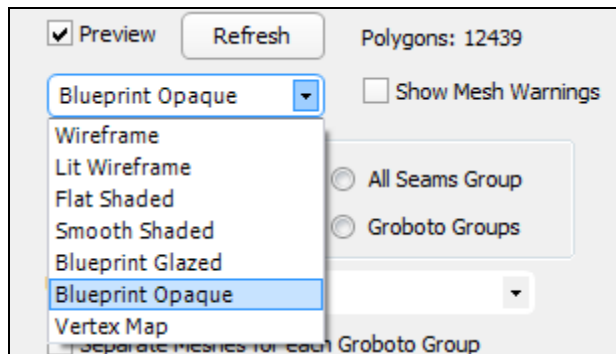 Preview Refresh Polygons: 12439
Blueprint Opaque Show Mesh Warnings
Wireframe
Lit Wireframe
Flat Shaded All Seams Group
Smooth Shaded Groboto Groups
Blueprint Glazed
Blueprint Opaque
Vertex Map
Separate Meshes for each Groboto Group